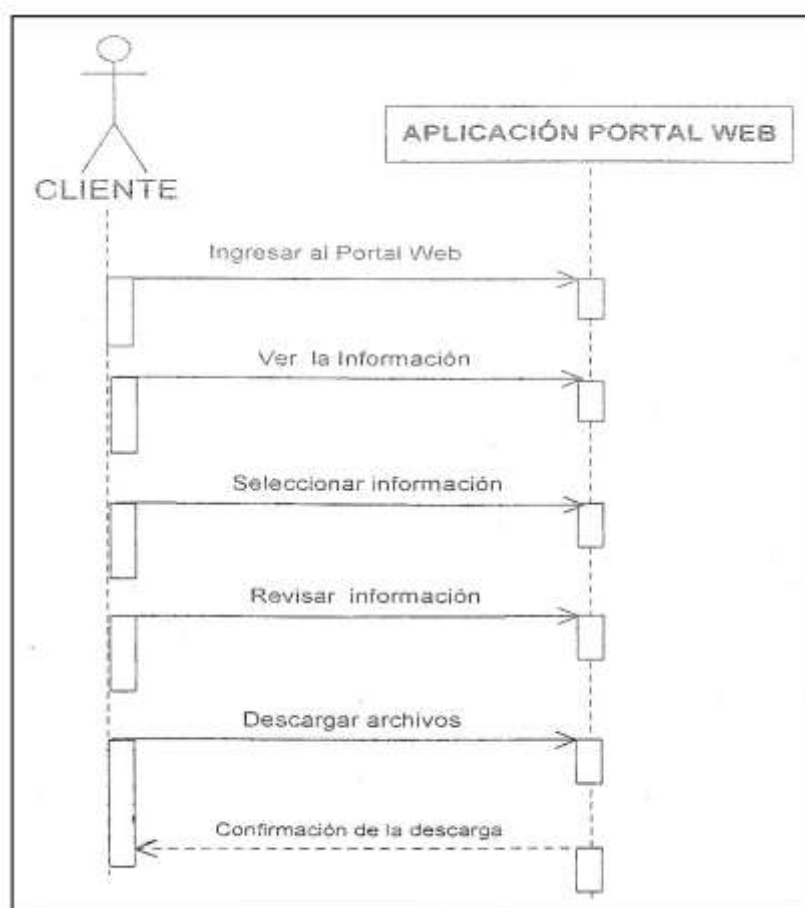 APLICACIÓN PORTAL WEB
CLIENTE
Ingresar al Portal Web
Ver la Información
Seleccionar información
Revisar información
Descargar archivos
Confirmación de la descarga